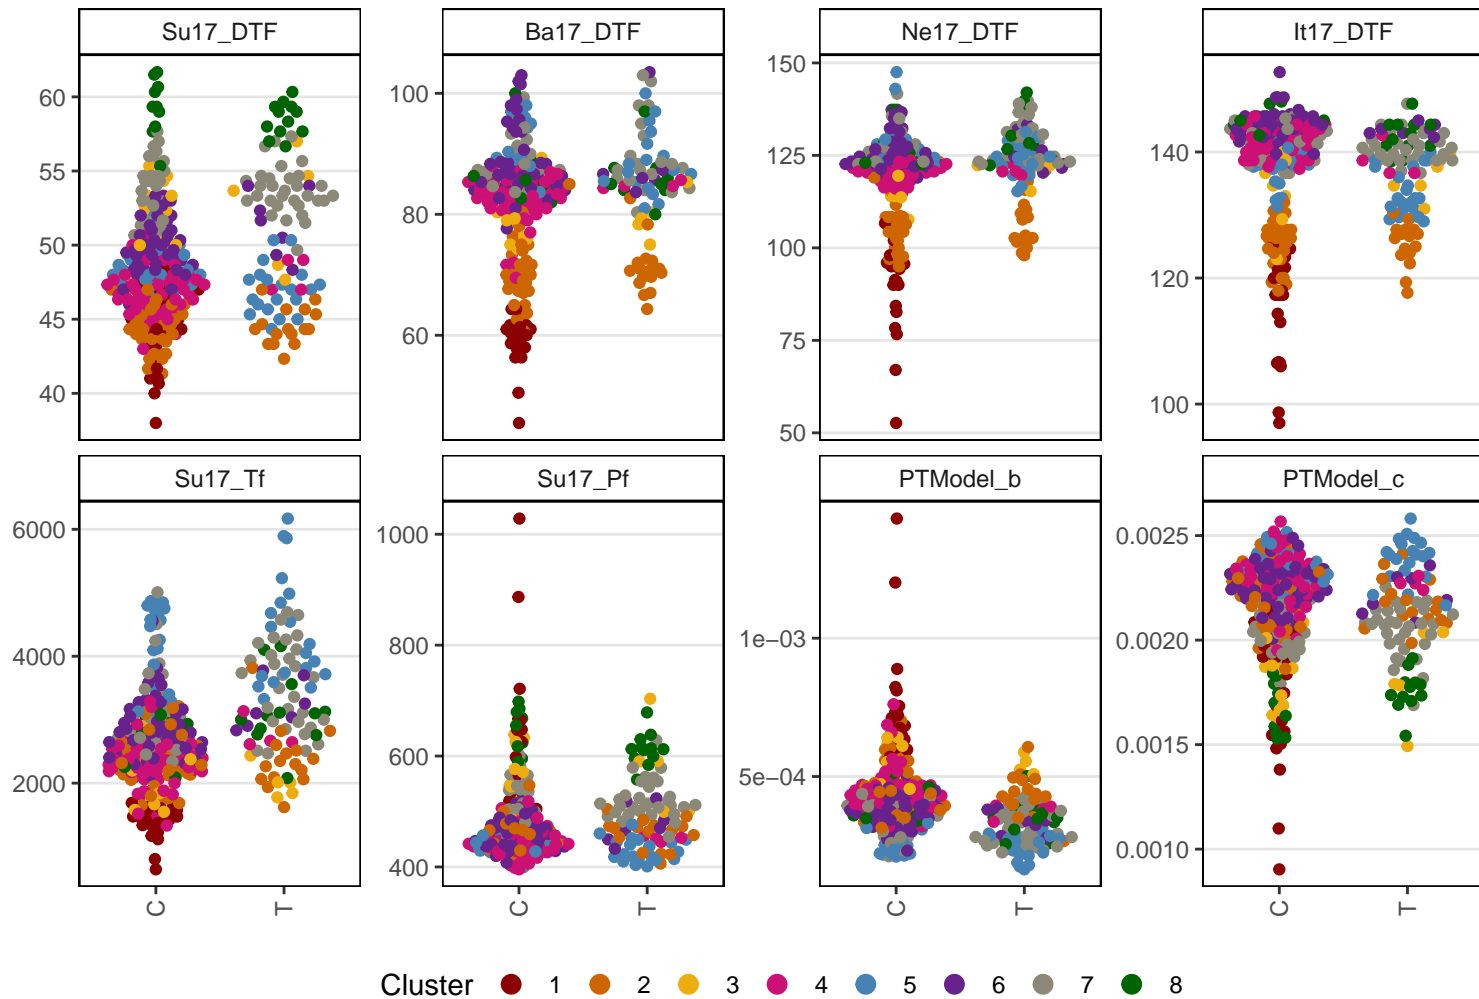 Su17_DTF
Ba17_DTF
Ne17_DTF
It17_DTF
60
55
50
45
40
100
80
60
150
125
100
75
50
140
120
100
Su17_Tf
Su17_Pf
PTModel_b
PTModel_c
6000
4000
2000
1000
800
600
400
1e−03
5e−04
0.0025
0.0020
0.0015
0.0010
C
T
C
T
C
T
C
T
Cluster 1 2 3 4 5 6 7 8